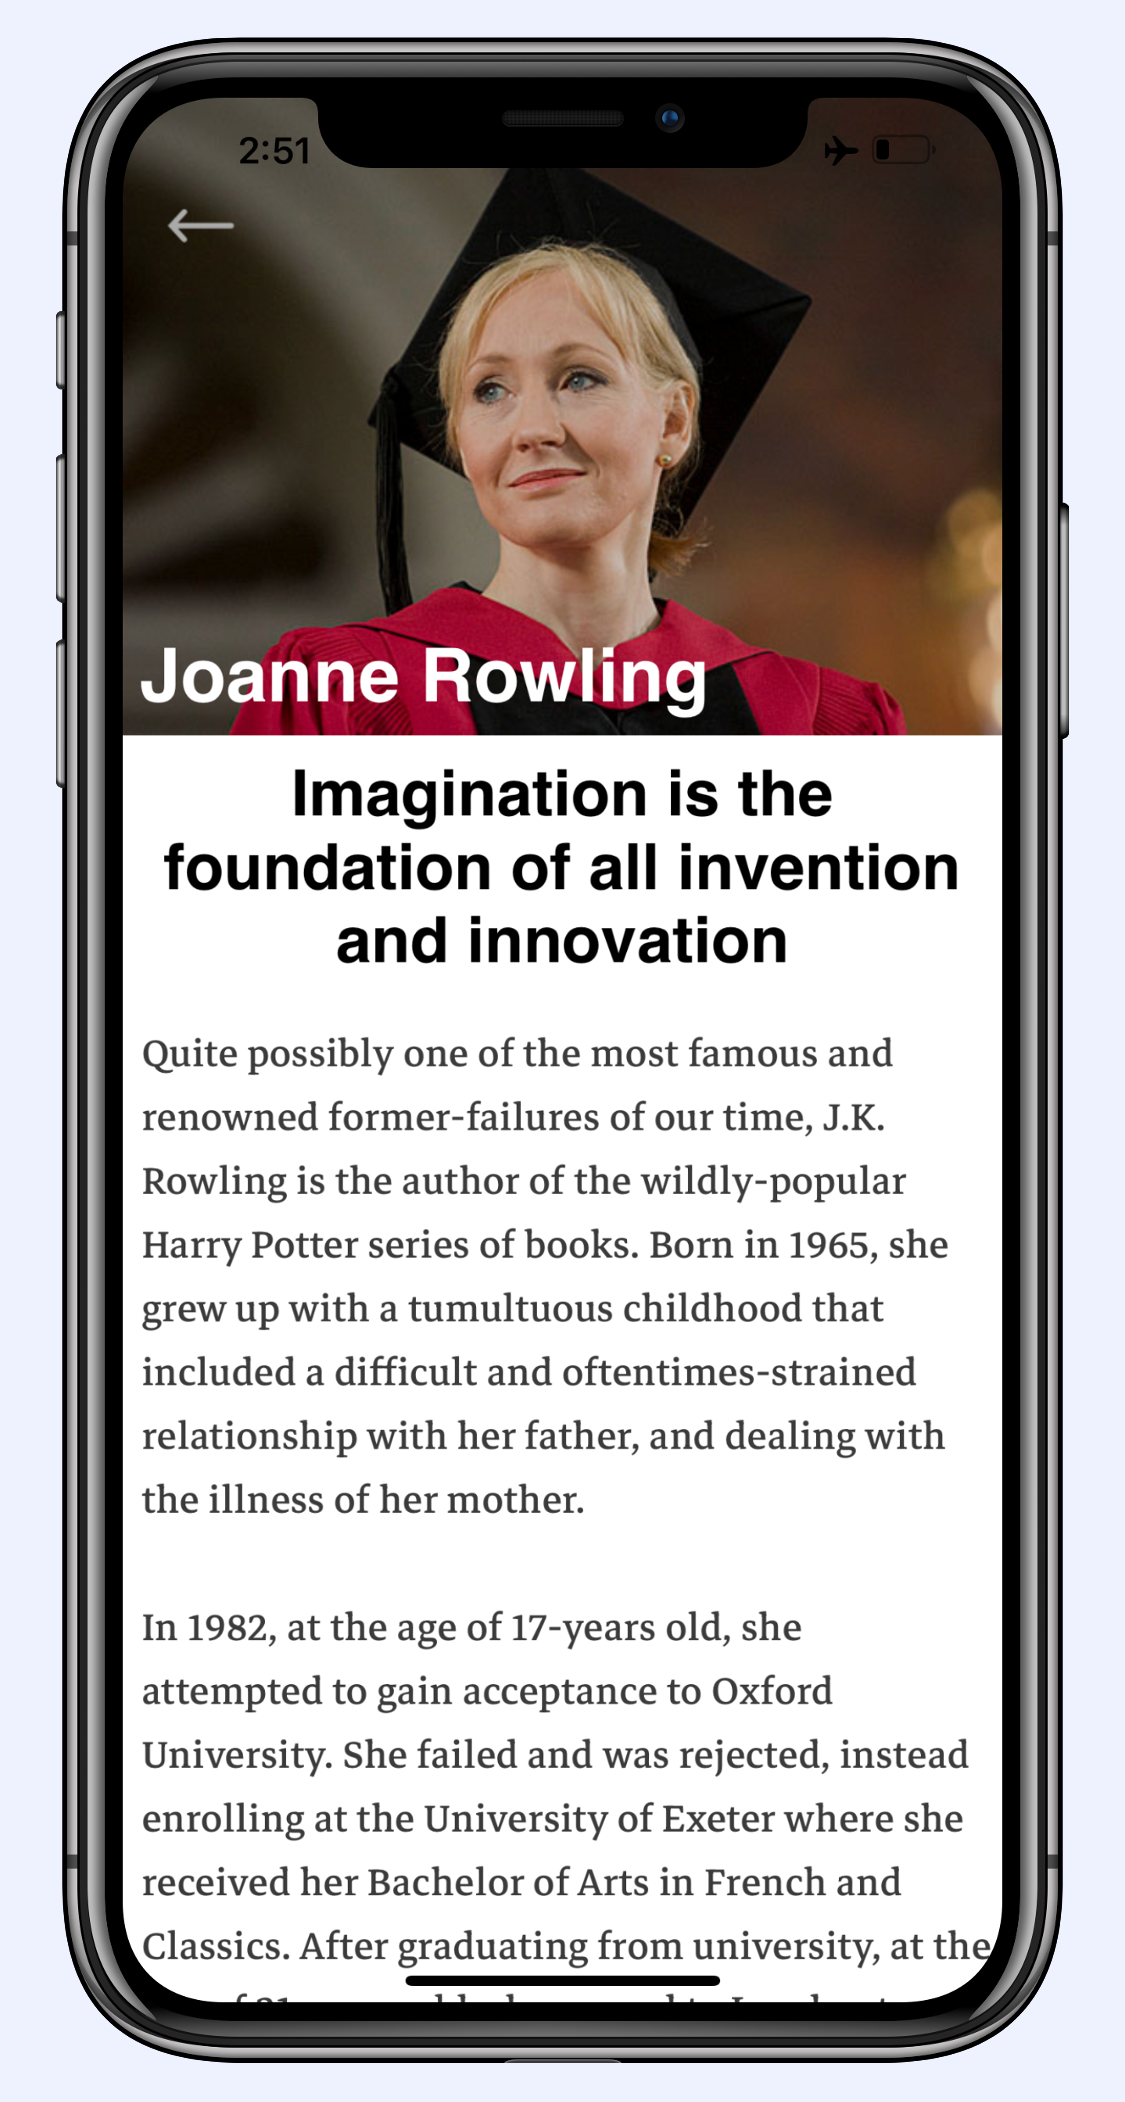 2:51
Joanne Rowling
Imagination is the
foundation of all invention
and innovation
Quite possibly one of the most famous and
renowned former-failures of our time, J.K.
Rowling is the author of the wildly-popular
Harry Potter series of books. Born in 1965, she
grew up with a tumultuous childhood that
included a difficult and oftentimes-strained
relationship with her father, and dealing with
the illness of her mother.
In 1982, at the age of 17-years old, she
attempted to gain acceptance to Oxford
University. She failed and was rejected, instead
enrolling at the University of Exeter where she
received her Bachelor of Arts in French and
Classics. After graduating from university, at the